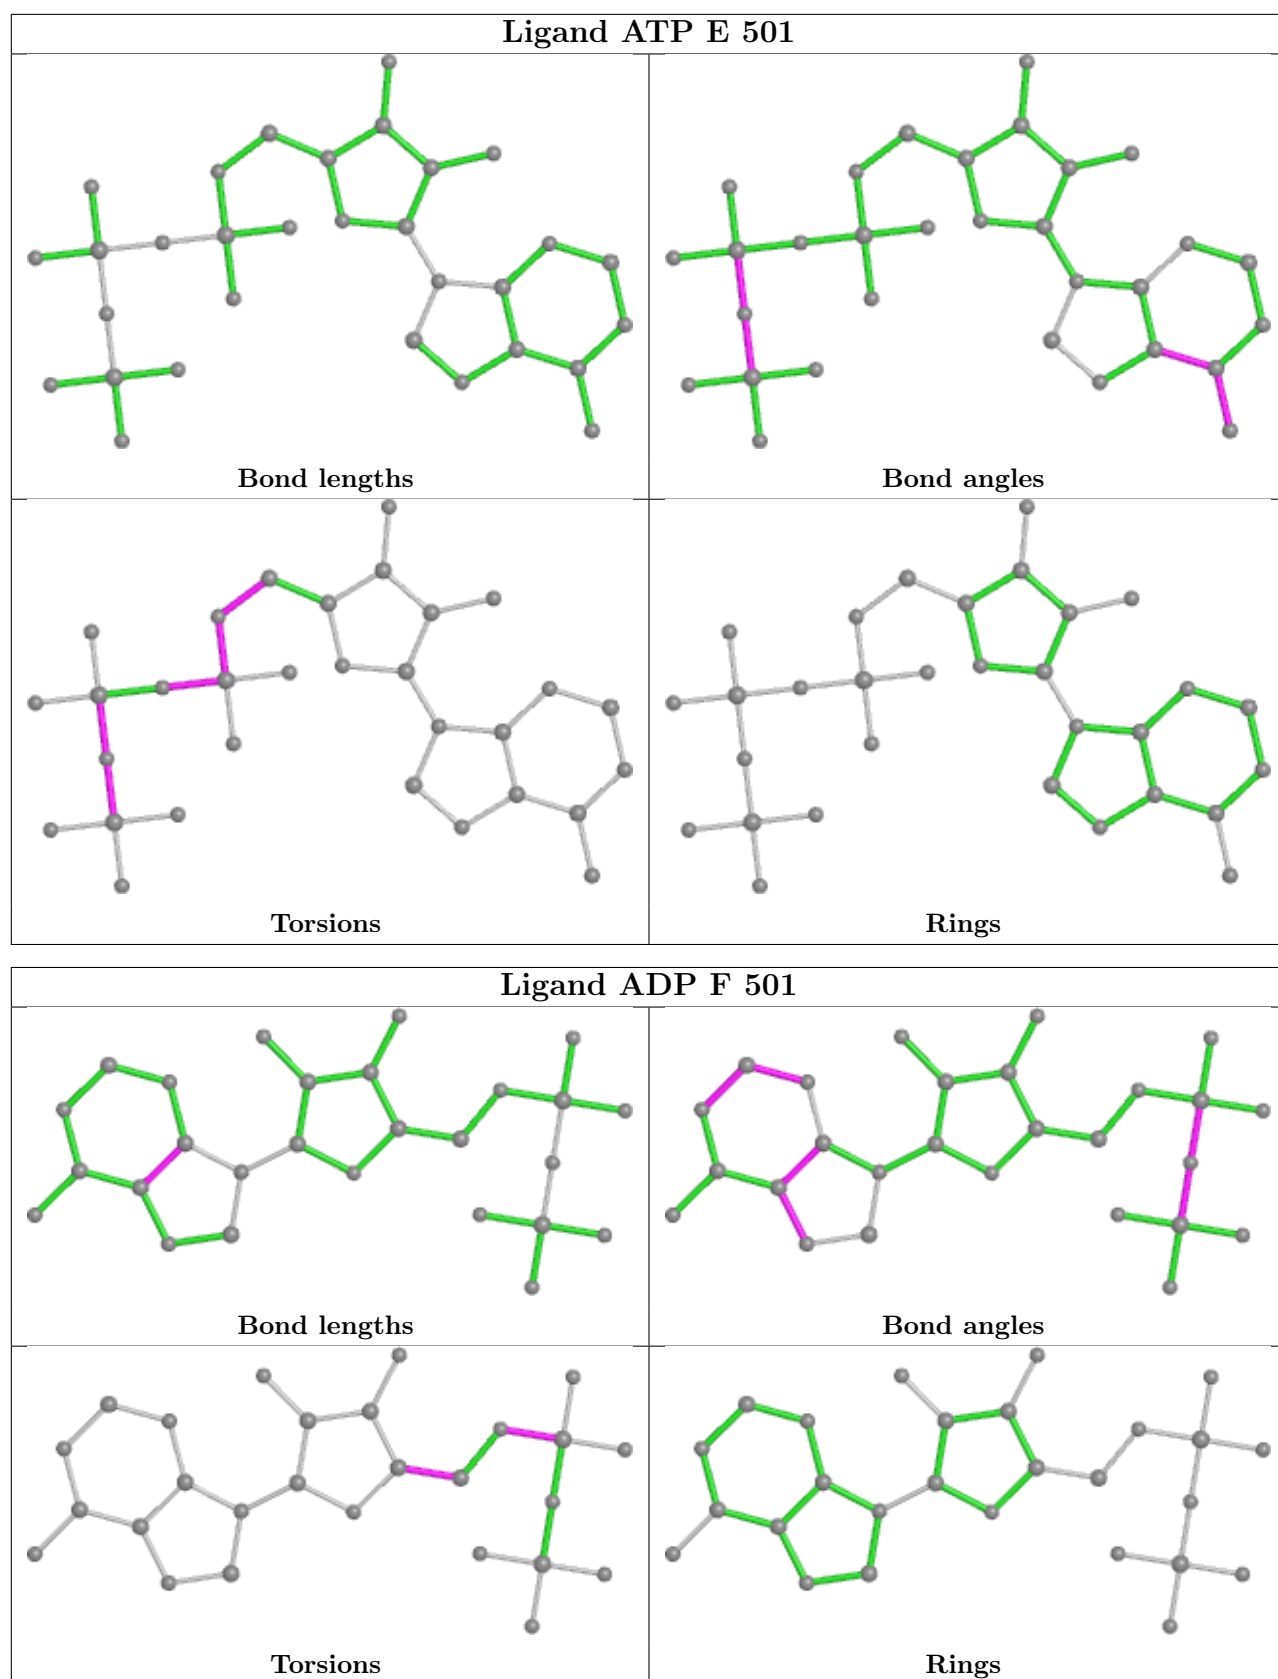 Ligand ATP E 501
Bond lengths
Bond angles
Torsions
Rings
Ligand ADP F 501
Bond lengths
Bond angles
Torsions
Rings